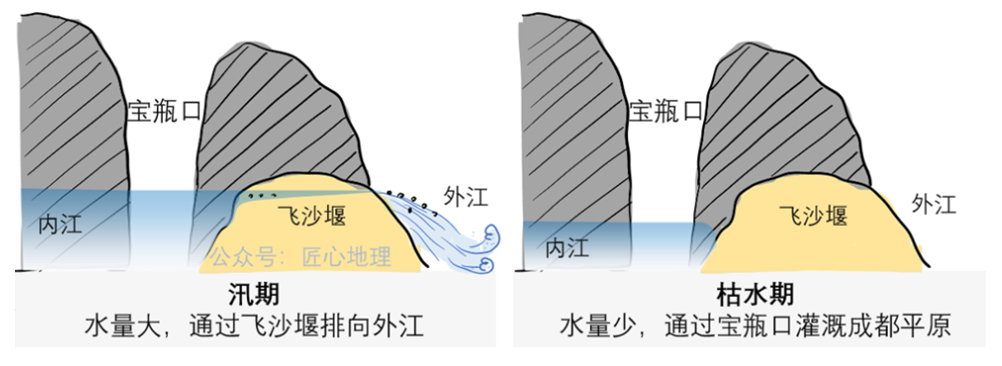 宝瓶口
内江
飞沙堰
外江
公众号：匠心地理
汛期
水量大，通过飞沙堰排向外江
宝瓶口
内江
飞沙堰
外江
枯水期
水量少，通过宝瓶口灌溉成都平原